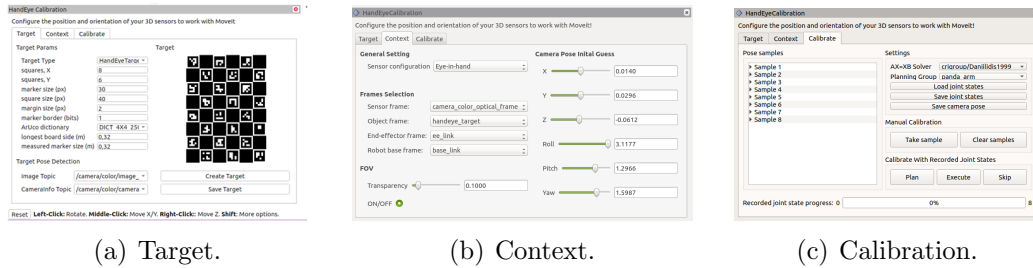 HandEye Calibration
Configure the position and orientation of your 3D sensors to work with MoveIt
Target Context Calibrate
Target Params
Target Type HandEyeTarge
squares, X 8
squares, Y 6
marker size (px) 30
square size (px) 40
margin size (px) 2
marker border (bits) 1
ArUco dictionary DICT_4X4_25
longest board side (m) 0,32
measured marker size (m) 0,32
Target Pose Detection
Image Topic /camera/color/image_
CameraInfo Topic /camera/color/camera
Target
Create Target
Save Target
Reset Left-Click: Rotate. Middle-Click: Move X/Y. Right-Click:: Move Z. Shift: More options.
(a) Target.
HandEyeCalibration
Configure the position and orientation of your 3D sensors to work with MoveIt!
Target Context Calibrate
General Setting
Sensor configuration Eye-in-hand
Frames Selection
Sensor frame: camera_color_optical_frame
Object frame: handeye_target
End-effector frame: ee_link
Robot base frame: base_link
FOV
Transparency 0.1000
ON/OFF
Camera Pose Inital Guess
X 0.0140
Y 0.0296
Z -0.0612
Roll 3.1177
Pitch 1.2966
Yaw 1.5987
(b) Context.
HandEyeCalibration
Configure the position and orientation of your 3D sensors to work with MoveIt!
Target Context Calibrate
Pose samples
Sample 1
Sample 2
Sample 3
Sample 4
Sample 5
Sample 6
Sample 7
Sample 8
Settings
AX=XB Solver crigroup/Daniilidis1999
Planning Group panda_arm
Load joint states
Save joint states
Save camera pose
Manual Calibration
Take sample Clear samples
Calibrate With Recorded Joint States
Plan Execute Skip
Recorded joint state progress: 0 0% 8
(c) Calibration.